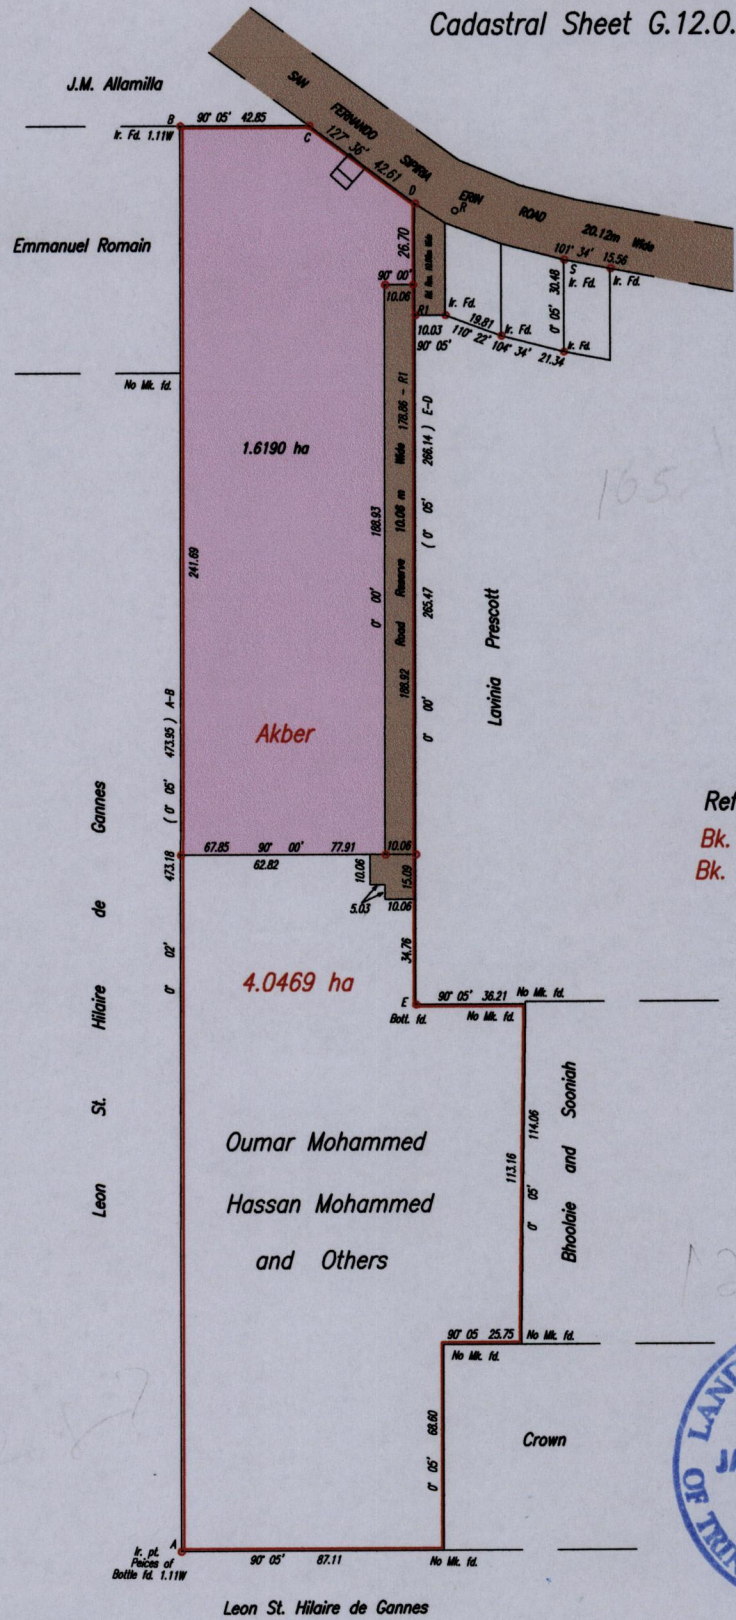 Cadastral Sheet G.12.O.
J.M. Allamilla
SAN FERNANDO SIPIRIA ERIN ROAD 20.12m Wide
B 90° 05' 42.85
Ir. Fd. 1.11W
C
127° 36' 42.61
D
R
Emmanuel Romain
26.70
101° 34' 15.56
S
Ir. Fd. Ir. Fd.
90° 00'
10.06
R1
Ir. Fd.
0° 05' 30.48
19.81
10.03 110° 22' 104° 34' 21.34
90° 05'
Ir. Fd.
Ir. Fd.
No Mk. fd.
1.6190 ha
241.69
188.93
0° 00'
Road Reserve 10.06 m Wide 178.86 - R1
188.92
0° 00' 265.47 ( 0° 05' 266.14 ) E-D
Lavinia Prescott
165
Akber
0° 02' 473.18 ( 0° 05' 473.95 ) A-B
Leon St. Hilaire de Gannes
Ref
Bk.
Bk.
67.85 90° 00' 77.91 10.06
62.82
10.06
15.09
5.03
10.06
34.76
4.0469 ha
E 90° 05' 36.21 No Mk. fd.
Bott. fd. No Mk. fd.
Oumar Mohammed
Hassan Mohammed
and Others
113.16
0° 05' 114.06
Bhoolaie and Sooniah
90° 05 25.75 No Mk. fd.
No Mk. fd.
0° 05' 68.60
Crown
LAND
JA
OF TRIN
A
Ir. pt.
Peices of
Bottle fd. 1.11W
90° 05' 87.11 No Mk. fd.
Leon St. Hilaire de Gannes